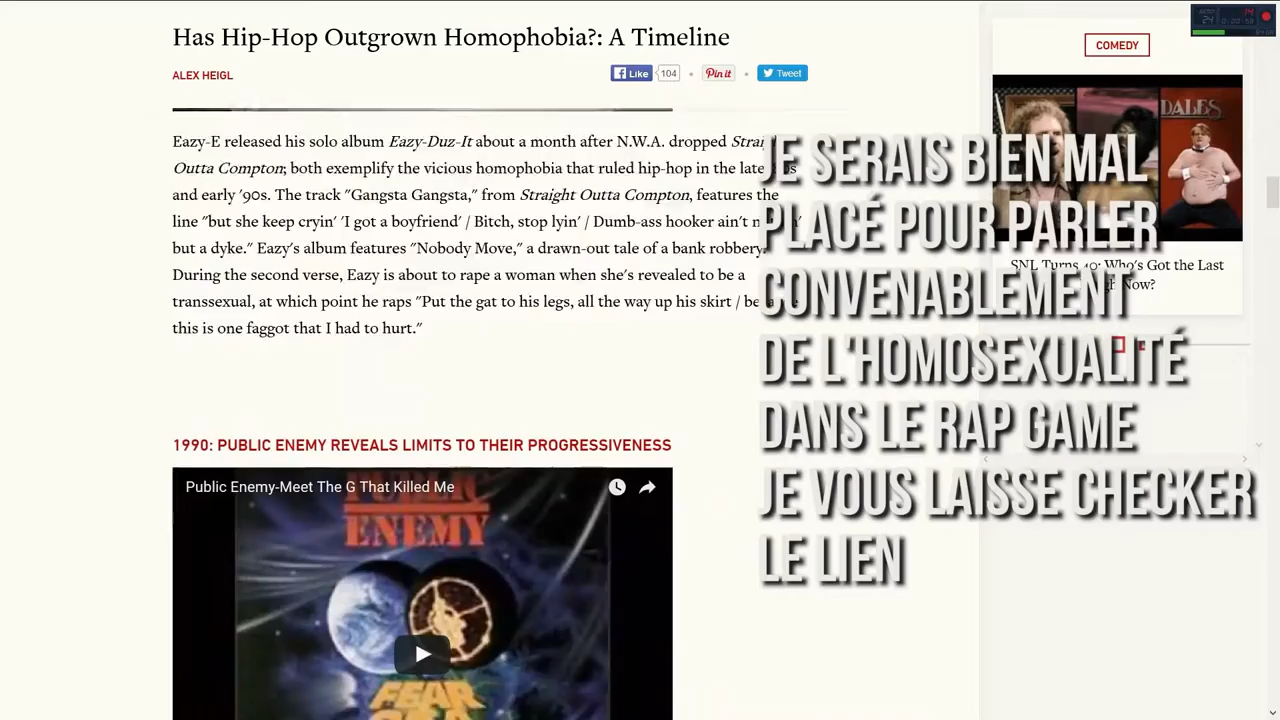 Has Hip-Hop Outgrown Homophobia?: A Timeline
ALEX HEIGL
Like 104 Pin it Tweet
Eazy-E released his solo album Eazy-Duz-It about a month after N.W.A. dropped
Outta Compton; both exemplify the vicious homophobia that ruled hip-hop in the late
and early '90s. The track "Gangsta Gangsta," from Straight Outta Compton, features the
line "but she keep cryin' 'I got a boyfriend' / Bitch, stop lyin' / Dumb-ass hooker ain't
but a dyke." Eazy's album features "Nobody Move," a drawn-out tale of a bank robbery.
During the second verse, Eazy is about to rape a woman when she's revealed to be a
transsexual, at which point he raps "Put the gat to his legs, all the way up his skirt /
this is one faggot that I had to hurt."
1990: PUBLIC ENEMY REVEALS LIMITS TO THEIR PROGRESSIVENESS
Public Enemy-Meet The G That Killed Me
PUBLIC
ENEMY
FEAR
COMEDY
DALES
SNL Turns 40: Who's Got the Last
Now?
JE SERAIS BIEN MAL
PLACÉ POUR PARLER
CONVENABLEMENT
DE L'HOMOSEXUALITÉ
DANS LE RAP GAME
JE VOUS LAISSE CHECKER
LE LIEN